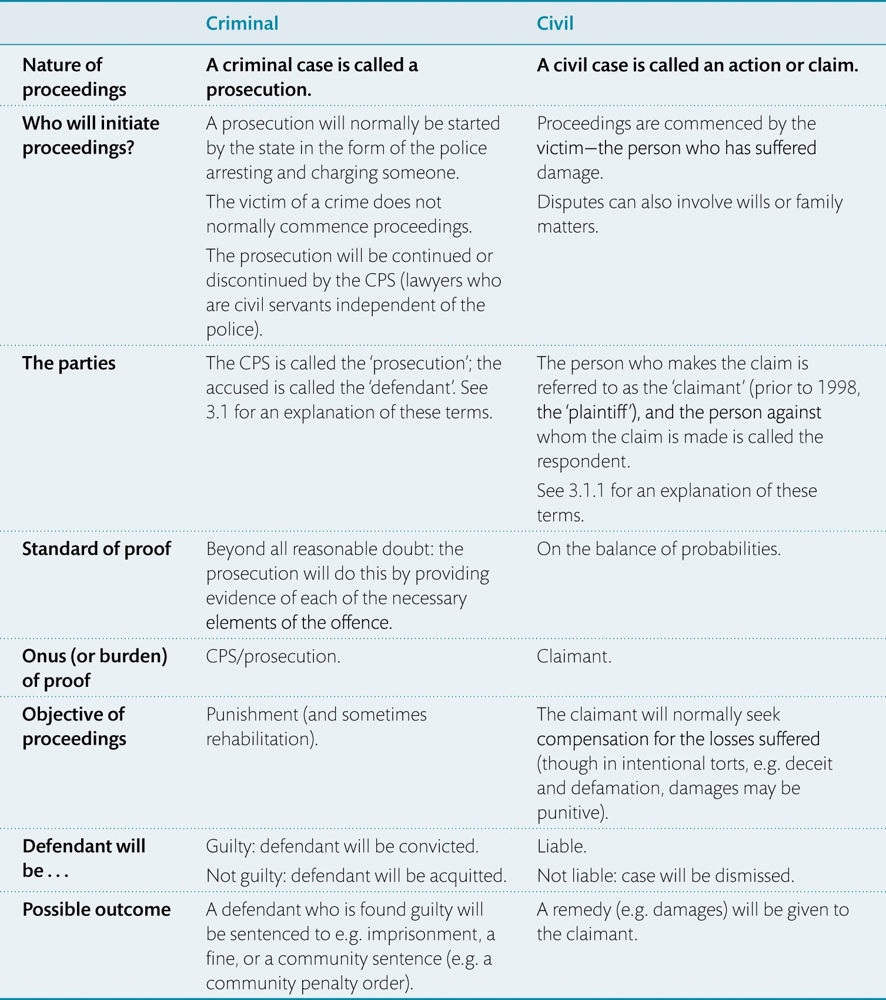 Criminal
Civil
Nature of
proceedings
A criminal case is called a
prosecution.
A civil case is called an action or claim.
Who will initiate
proceedings?
A prosecution will normally be started
by the state in the form of the police
arresting and charging someone.
The victim of a crime does not
normally commence proceedings.
The prosecution will be continued or
discontinued by the CPS (lawyers who
are civil servants independent of the
police).
Proceedings are commenced by the
victim—the person who has suffered
damage.
Disputes can also involve wills or family
matters.
The parties
The CPS is called the ‘prosecution’; the
accused is called the ‘defendant’. See
3.1 for an explanation of these terms.
The person who makes the claim is
referred to as the ‘claimant’ (prior to 1998,
the ‘plaintiff’), and the person against
whom the claim is made is called the
respondent.
See 3.1.1 for an explanation of these
terms.
Standard of proof
Beyond all reasonable doubt: the
prosecution will do this by providing
evidence of each of the necessary
elements of the offence.
On the balance of probabilities.
Onus (or burden)
of proof
CPS/prosecution.
Claimant.
Objective of
proceedings
Punishment (and sometimes
rehabilitation).
The claimant will normally seek
compensation for the losses suffered
(though in intentional torts, e.g. deceit
and defamation, damages may be
punitive).
Defendant will
be . . .
Guilty: defendant will be convicted.
Not guilty: defendant will be acquitted.
Liable.
Not liable: case will be dismissed.
Possible outcome
A defendant who is found guilty will
be sentenced to e.g. imprisonment, a
fine, or a community sentence (e.g. a
community penalty order).
A remedy (e.g. damages) will be given to
the claimant.